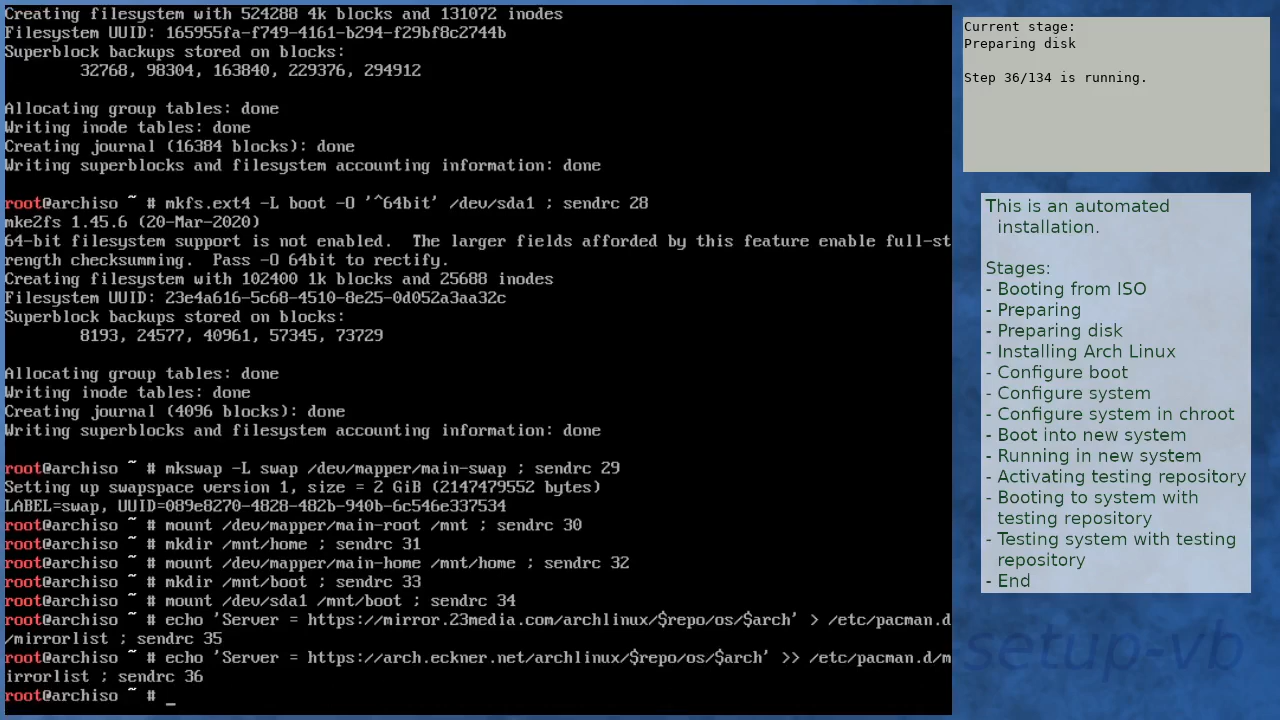 Creating filesystem with 524288 4k blocks and 131072 inodes
Filesystem UUID: 165955fa-f749-4161-b294-f29bf8c2744b
Superblock backups stored on blocks:
        32768, 98304, 163840, 229376, 294912

Allocating group tables: done
Writing inode tables: done
Creating journal (16384 blocks): done
Writing superblocks and filesystem accounting information: done

root@archiso ~ # mkfs.ext4 -L boot -O '^64bit' /dev/sda1 ; sendrc 28
mke2fs 1.45.6 (20-Mar-2020)
64-bit filesystem support is not enabled.  The larger fields afforded by this feature enable full-st
rength checksumming.  Pass -O 64bit to rectify.
Creating filesystem with 102400 1k blocks and 25688 inodes
Filesystem UUID: 23e4a616-5c68-4510-8e25-0d052a3aa32c
Superblock backups stored on blocks:
        8193, 24577, 40961, 57345, 73729

Allocating group tables: done
Writing inode tables: done
Creating journal (4096 blocks): done
Writing superblocks and filesystem accounting information: done

root@archiso ~ # mkswap -L swap /dev/mapper/main-swap ; sendrc 29
Setting up swapspace version 1, size = 2 GiB (2147479552 bytes)
LABEL=swap, UUID=089e8270-4828-482b-940b-6c546e337534
root@archiso ~ # mount /dev/mapper/main-root /mnt ; sendrc 30
root@archiso ~ # mkdir /mnt/home ; sendrc 31
root@archiso ~ # mount /dev/mapper/main-home /mnt/home ; sendrc 32
root@archiso ~ # mkdir /mnt/boot ; sendrc 33
root@archiso ~ # mount /dev/sda1 /mnt/boot ; sendrc 34
root@archiso ~ # echo 'Server = https://mirror.23media.com/archlinux/$repo/os/$arch' > /etc/pacman.d
/mirrorlist ; sendrc 35
root@archiso ~ # echo 'Server = https://arch.eckner.net/archlinux/$repo/os/$arch' >> /etc/pacman.d/m
irrorlist ; sendrc 36
root@archiso ~ # _
Current stage:
Preparing disk

Step 36/134 is running.
This is an automated
installation.

Stages:
- Booting from ISO
- Preparing
- Preparing disk
- Installing Arch Linux
- Configure boot
- Configure system
- Configure system in chroot
- Boot into new system
- Running in new system
- Activating testing repository
- Booting to system with
testing repository
- Testing system with testing
repository
- End
setup-vb